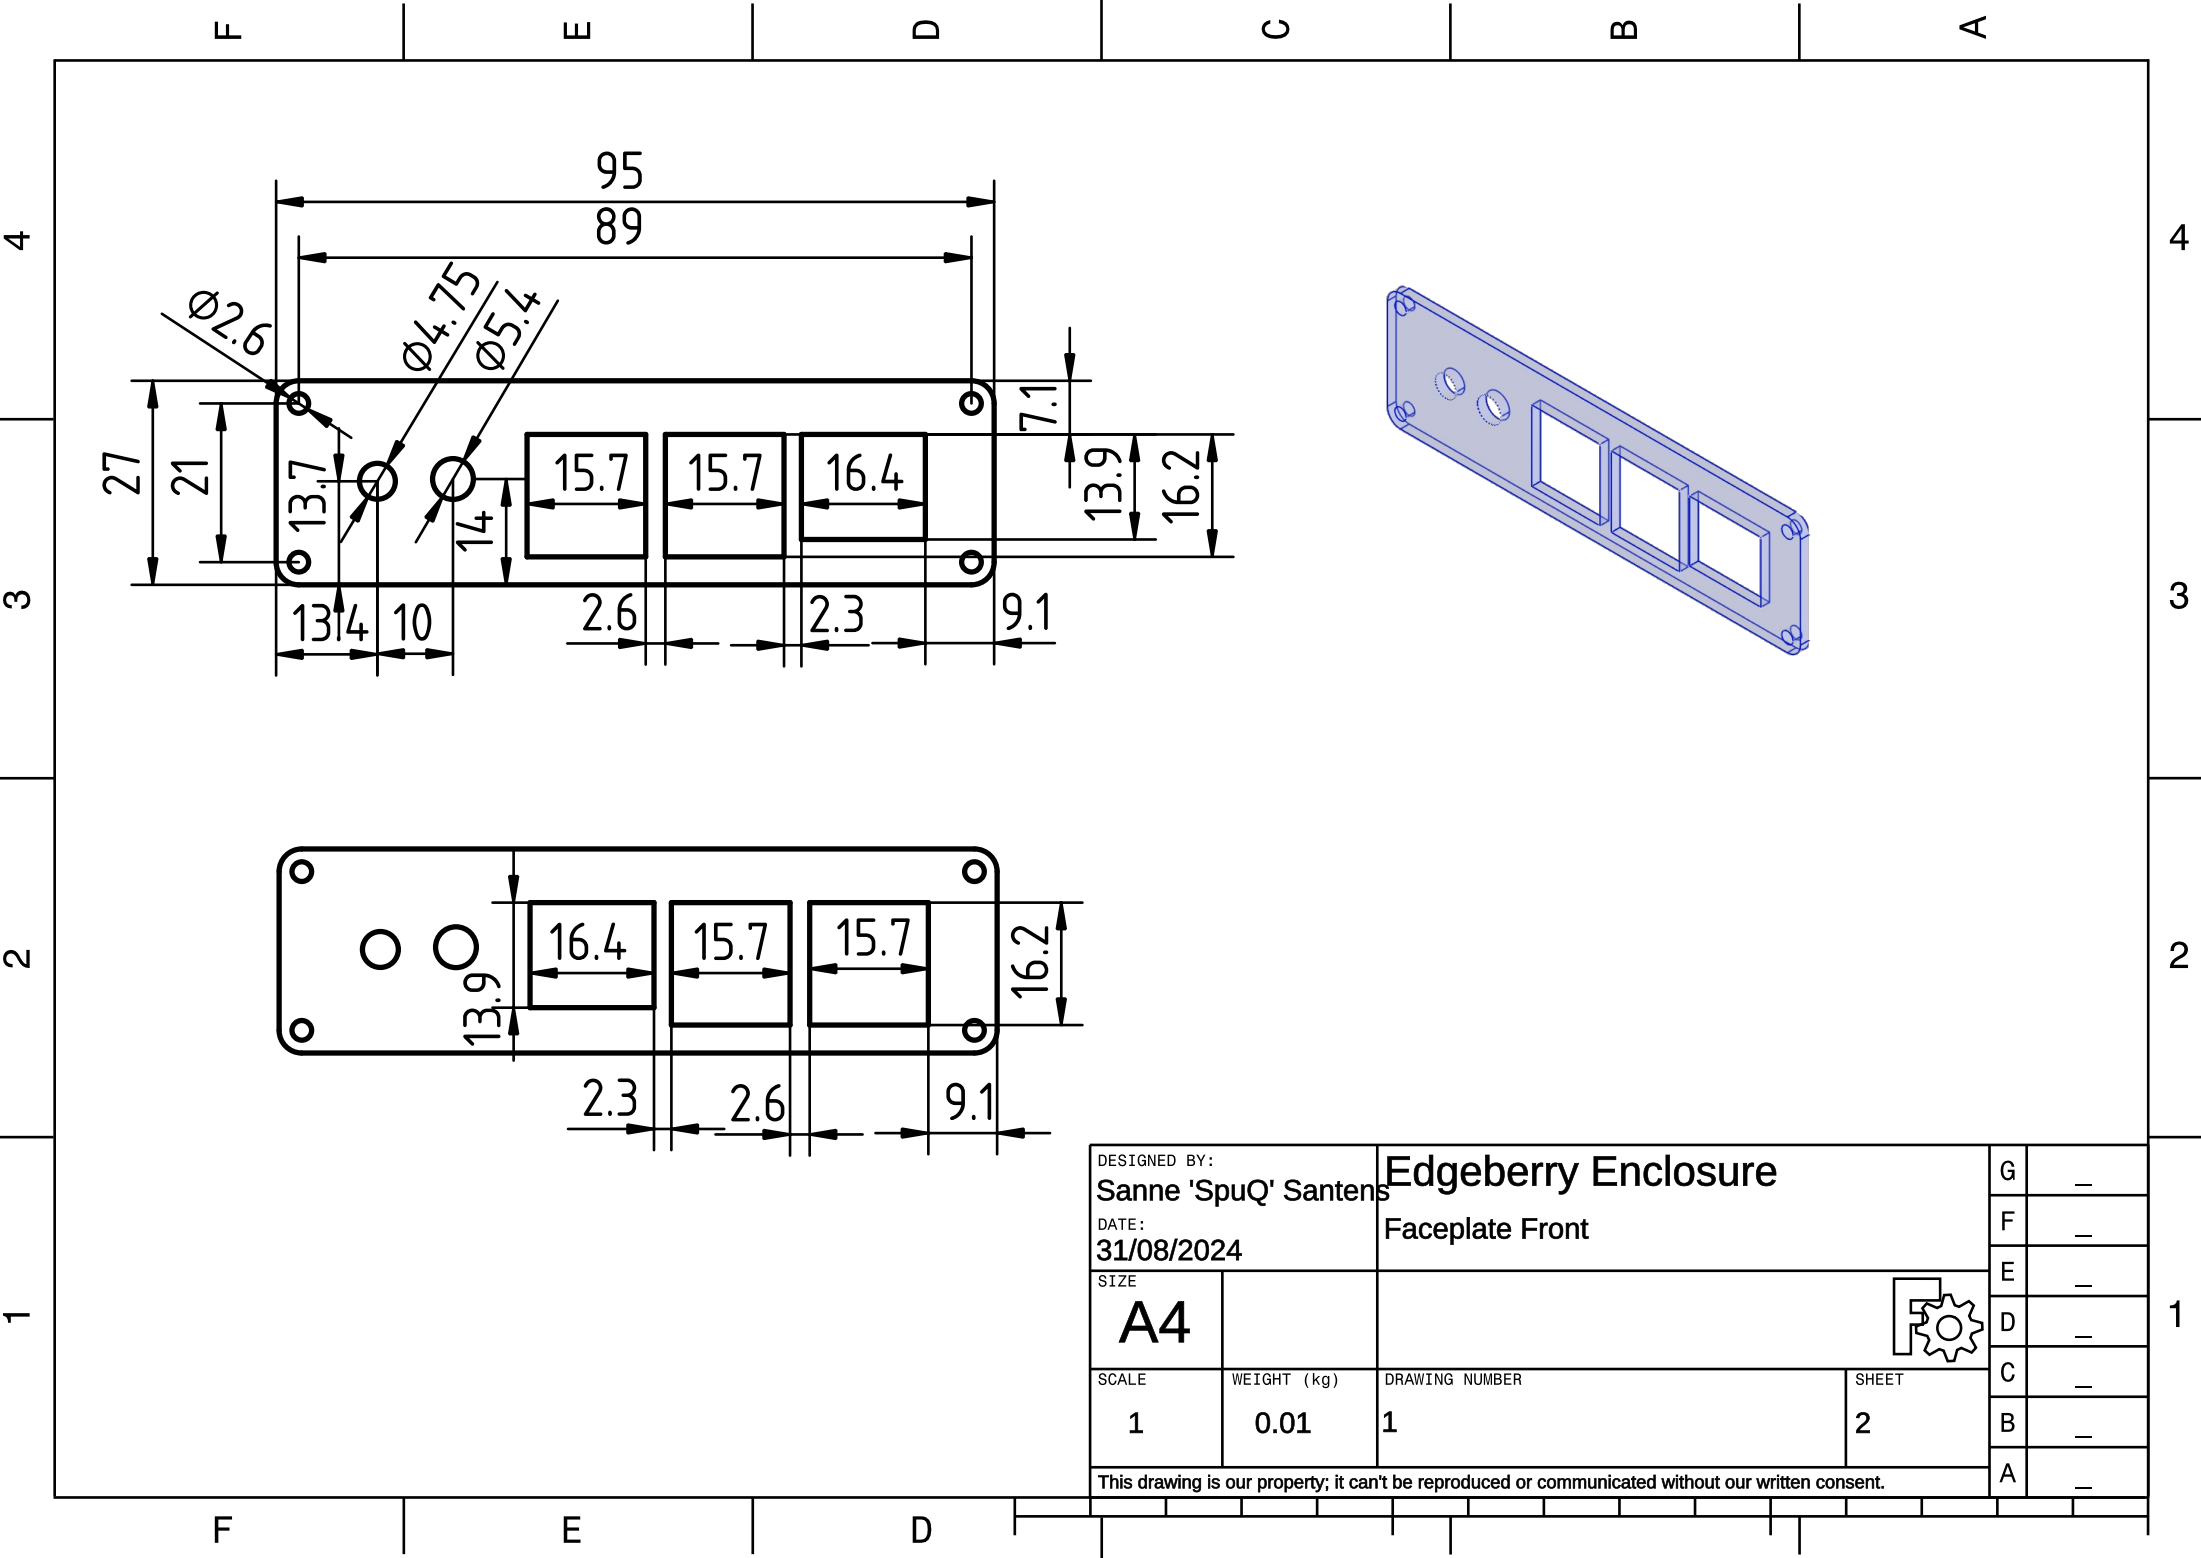 F E D C B A
95
89
Ø2.6
Ø4.75
Ø5.4
4
4
7.1
27
21
13.7
14
15.7 15.7 16.4
13.9
16.2
3
3
13.4 10 2.6 2.3 9.1
2
2
16.4 15.7 15.7
13.9
16.2
2.3 2.6 9.1
1
1
DESIGNED BY:
Sanne 'SpuQ' Santens
DATE:
31/08/2024
Edgeberry Enclosure
Faceplate Front
SIZE
A4
SCALE
1
WEIGHT (kg)
0.01
DRAWING NUMBER
1
SHEET
2
This drawing is our property; it can't be reproduced or communicated without our written consent.
G _
F _
E _
D _
C _
B _
A _
F E D